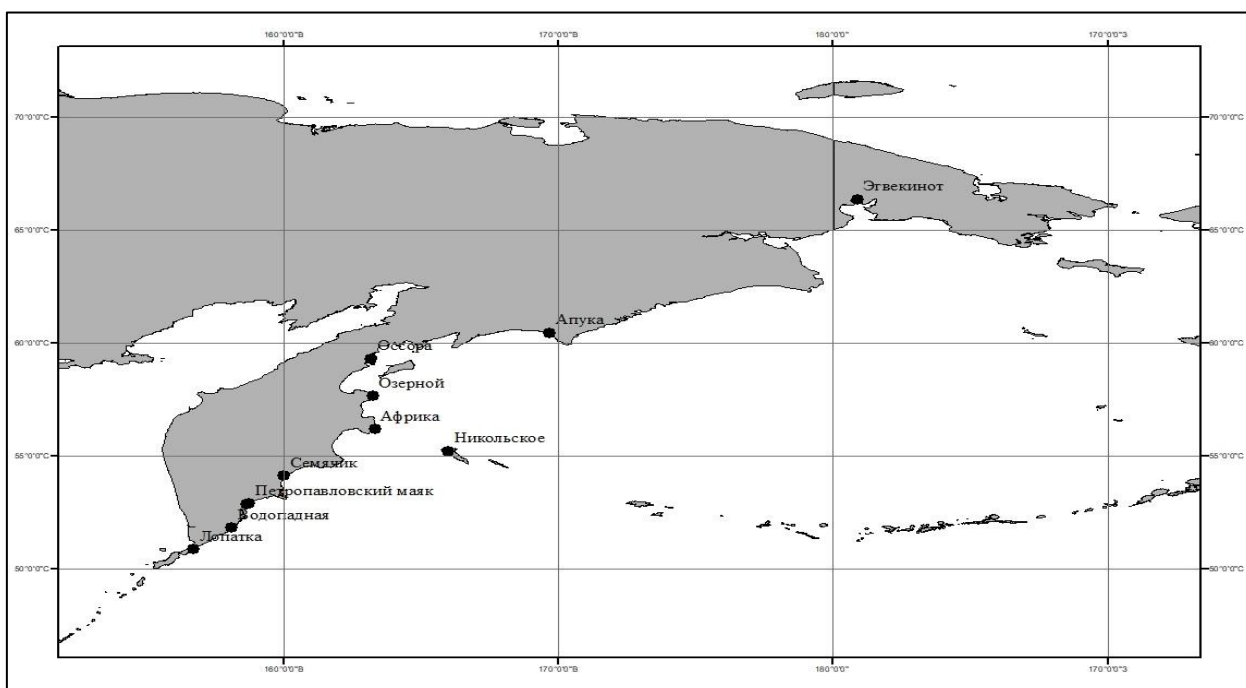 160°0'0"В 170°0'0"В 180°0'0" 170°0'0"З
70°0'0"С 70°0'0"С
Эгвекинот
65°0'0"С 65°0'0"С
Апука
60°0'0"С 60°0'0"С
Оссора
Озерной
Африка
Никольское
55°0'0"С 55°0'0"С
Семячик
Петропавловский маяк
Водопадная
Лопатка
50°0'0"С 50°0'0"С
160°0'0"В 170°0'0"В 180°0'0" 170°0'0"З